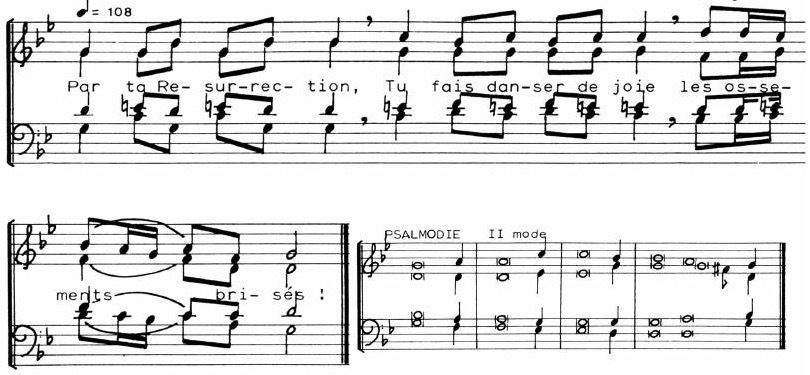 = 108
Par ta Re- sur-rec- tion, Tu fais dan-ser de joie les os-se-
ments bri- sés !
PSALMODIE II mode